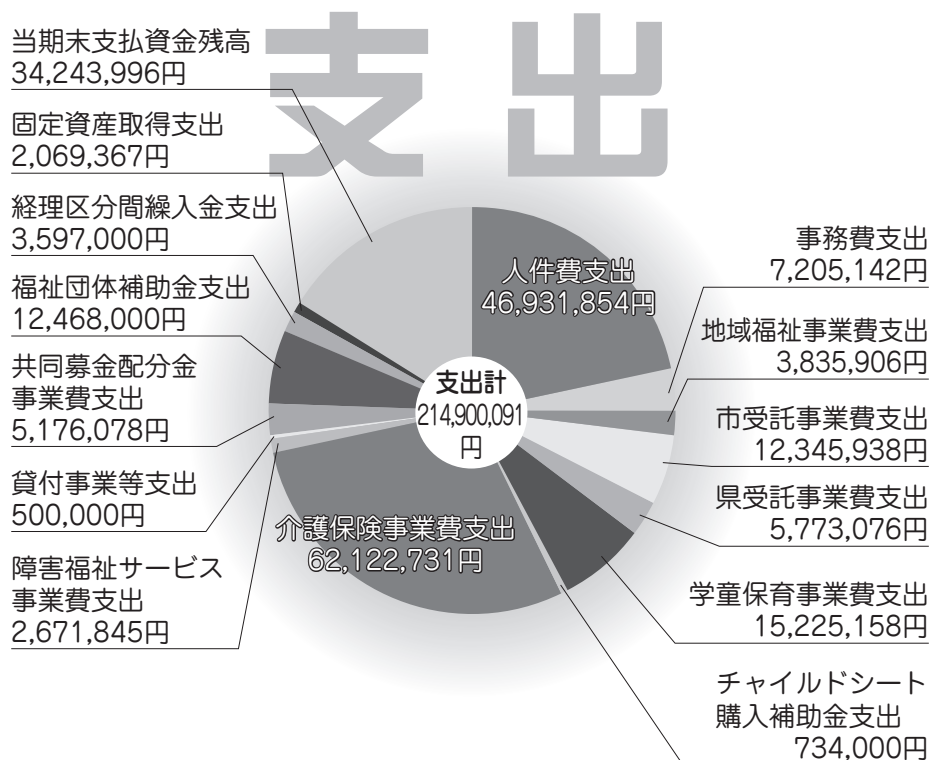 支出
当期末支払資金残高
34,243,996円
固定資産取得支出
2,069,367円
経理区分間繰入金支出
3,597,000円
福祉団体補助金支出
12,468,000円
共同募金配分金
事業費支出
5,176,078円
貸付事業等支出
500,000円
障害福祉サービス
事業費支出
2,671,845円
人件費支出
46,931,854円
支出計
214,900,091
円
介護保険事業費支出
62,122,731円
事務費支出
7,205,142円
地域福祉事業費支出
3,835,906円
市受託事業費支出
12,345,938円
県受託事業費支出
5,773,076円
学童保育事業費支出
15,225,158円
チャイルドシート
購入補助金支出
734,000円